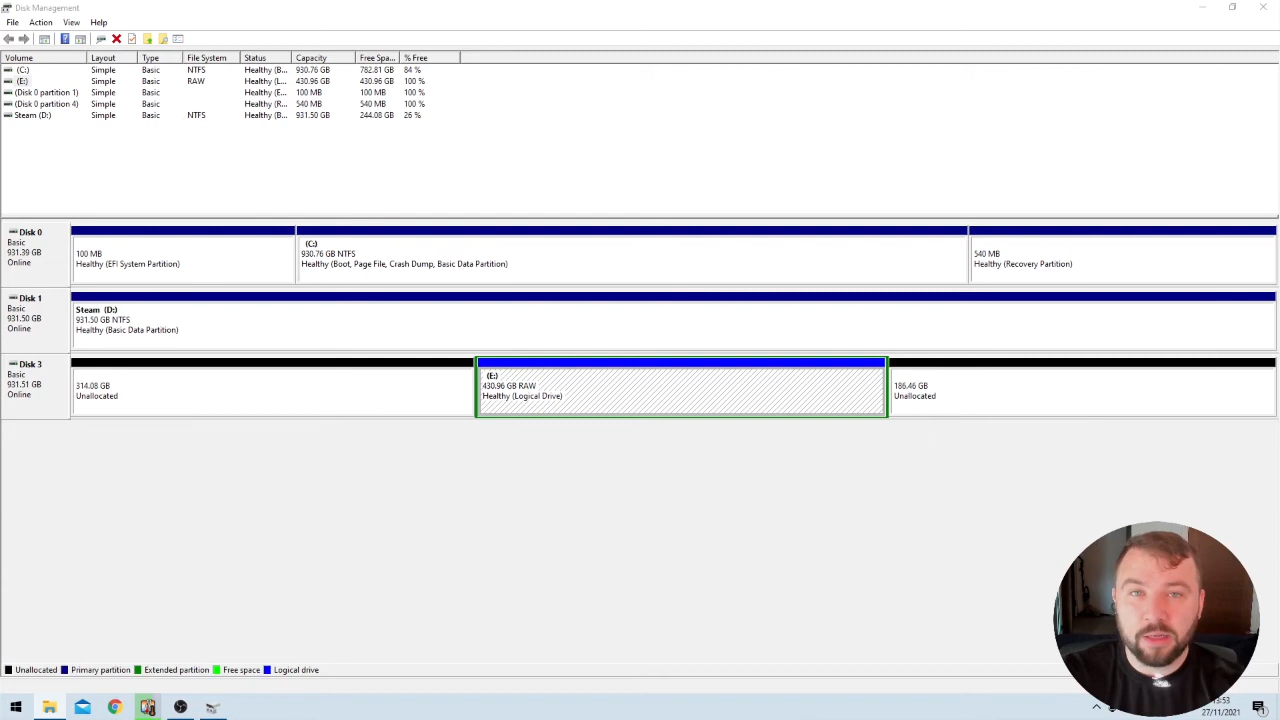 Disk Management
File Action View Help
Volume Layout Type File System Status Capacity Free Spa... % Free
(C:) Simple Basic NTFS Healthy (B... 930.76 GB 782.81 GB 84 %
(E:) Simple Basic RAW Healthy (L... 430.96 GB 430.96 GB 100 %
(Disk 0 partition 1) Simple Basic Healthy (E... 100 MB 100 MB 100 %
(Disk 0 partition 4) Simple Basic Healthy (R... 540 MB 540 MB 100 %
Steam (D:) Simple Basic NTFS Healthy (B... 931.50 GB 244.08 GB 26 %
Disk 0
Basic
931.39 GB
Online
100 MB
Healthy (EFI System Partition)
(C:)
930.76 GB NTFS
Healthy (Boot, Page File, Crash Dump, Basic Data Partition)
540 MB
Healthy (Recovery Partition)
Disk 1
Basic
931.50 GB
Online
Steam (D:)
931.50 GB NTFS
Healthy (Basic Data Partition)
Disk 3
Basic
931.51 GB
Online
314.08 GB
Unallocated
(E:)
430.96 GB RAW
Healthy (Logical Drive)
186.46 GB
Unallocated
Unallocated Primary partition Extended partition Free space Logical drive
27/11/2021
1